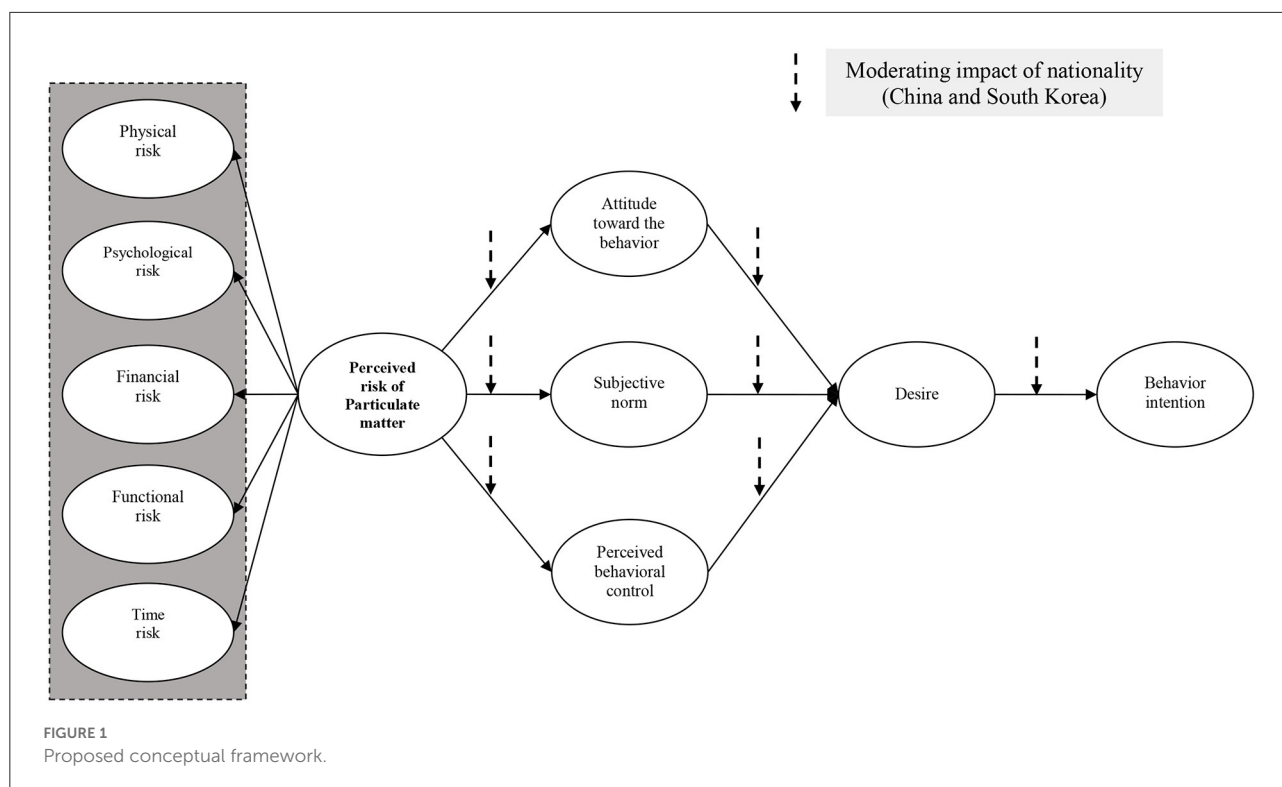 Moderating impact of nationality
(China and South Korea)
Physical
risk
Psychological
risk
Financial
risk
Functional
risk
Time
risk
Perceived
risk of
Particulate
matter
Attitude
toward the
behavior
Subjective
norm
Perceived
behavioral
control
Desire
Behavior
intention
FIGURE 1
Proposed conceptual framework.